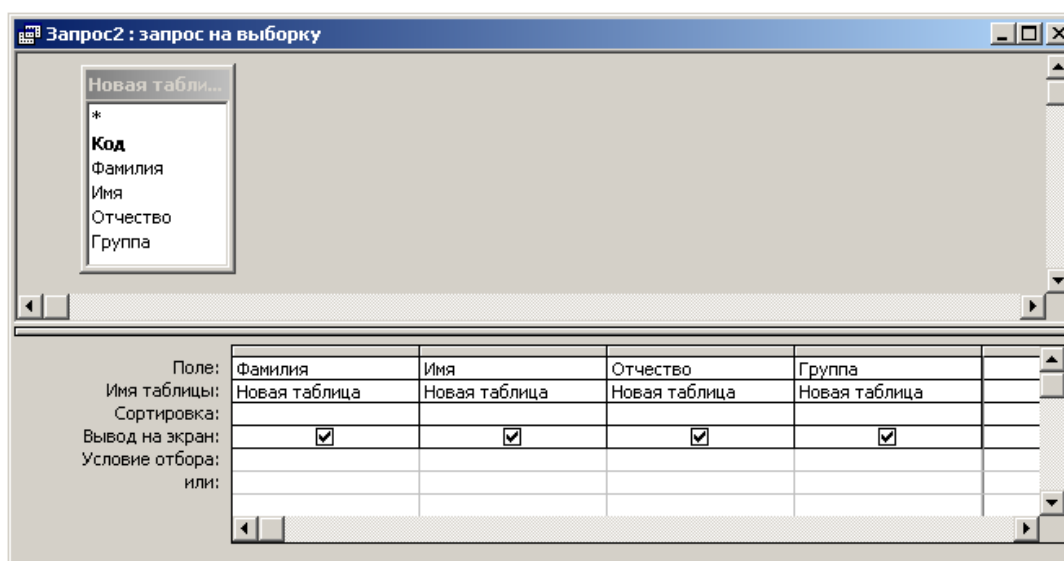 Запрос2 : запрос на выборку
Новая табли...
*
Код
Фамилия
Имя
Отчество
Группа
Поле: Фамилия Имя Отчество Группа
Имя таблицы: Новая таблица Новая таблица Новая таблица Новая таблица
Сортировка:
Вывод на экран:
Условие отбора:
или: